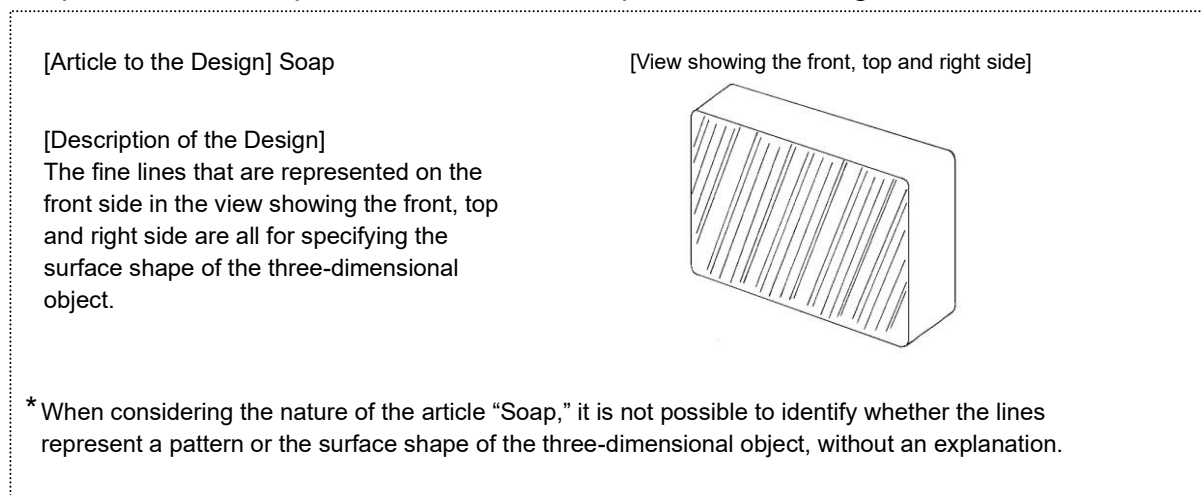 [Article to the Design] Soap
[View showing the front, top and right side]
[Description of the Design]
The fine lines that are represented on the
front side in the view showing the front, top
and right side are all for specifying the
surface shape of the three-dimensional
object.
* When considering the nature of the article “Soap,” it is not possible to identify whether the lines
represent a pattern or the surface shape of the three-dimensional object, without an explanation.